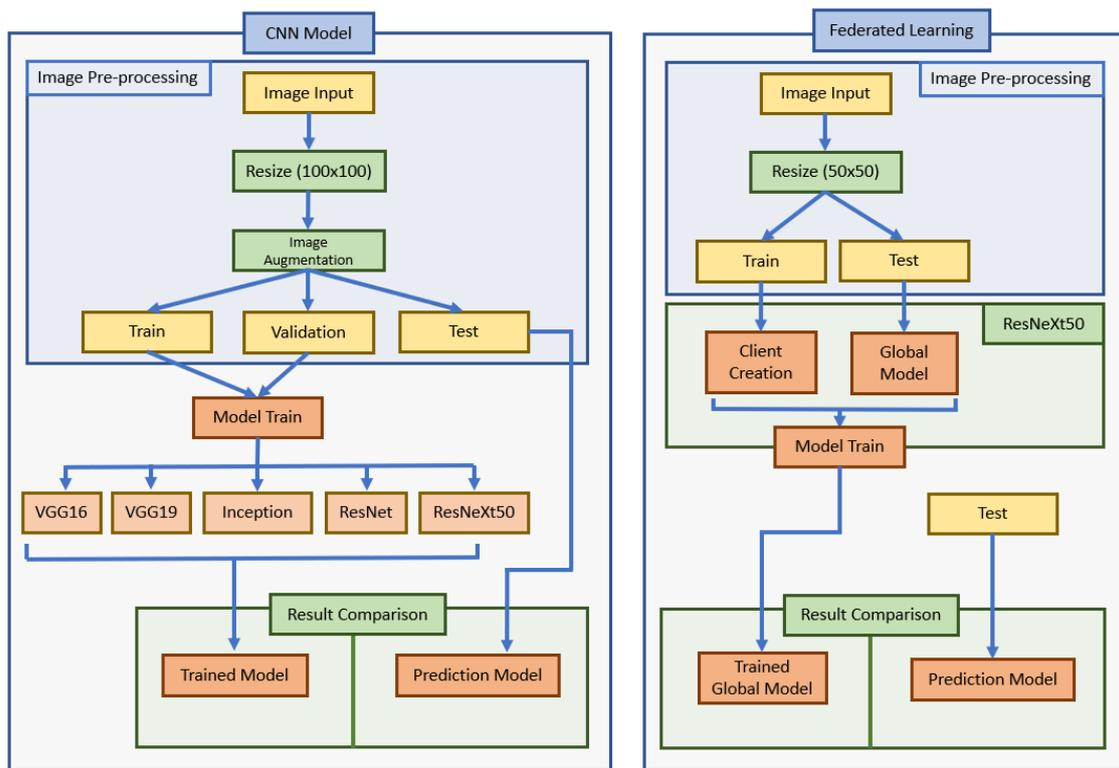 CNN Model
Image Pre-processing
Image Input
Resize (100x100)
Image
Augmentation
Train
Validation
Test
Model Train
VGG16
VGG19
Inception
ResNet
ResNeXt50
Result Comparison
Trained Model
Prediction Model
Federated Learning
Image Pre-processing
Image Input
Resize (50x50)
Train
Test
ResNeXt50
Client
Creation
Global
Model
Model Train
Test
Result Comparison
Trained
Global Model
Prediction Model